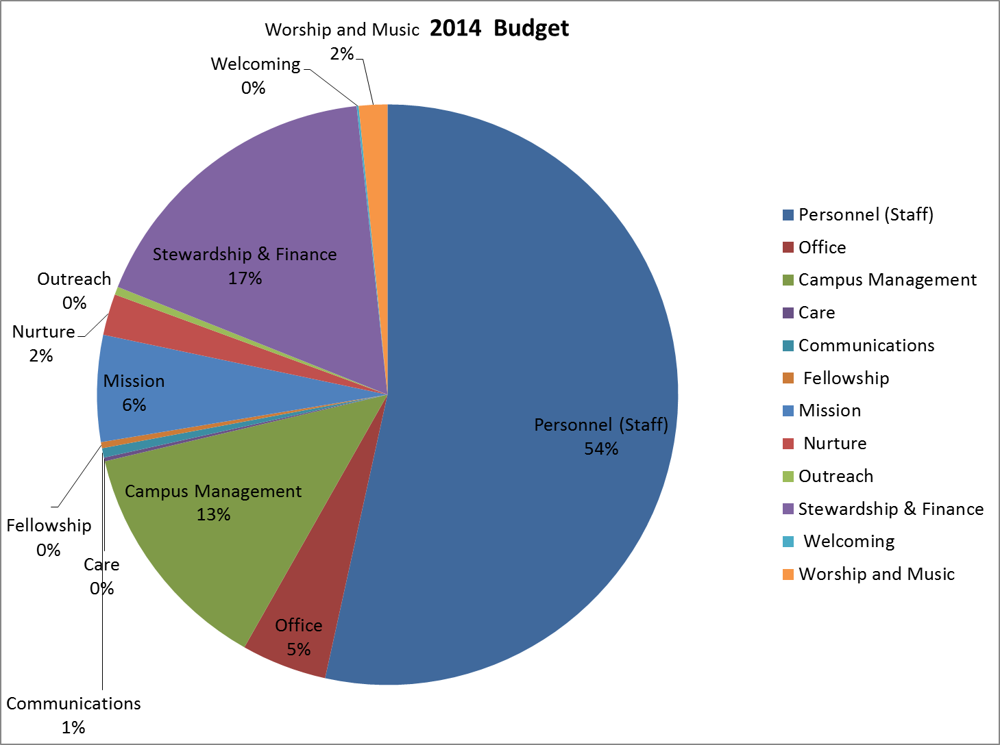 2014 Budget
Worship and Music
2%
Welcoming
0%
Stewardship & Finance
17%
Outreach
0%
Nurture
2%
Mission
6%
Personnel (Staff)
54%
Campus Management
13%
Fellowship
0%
Care
0%
Office
5%
Communications
1%
Personnel (Staff)
Office
Campus Management
Care
Communications
Fellowship
Mission
Nurture
Outreach
Stewardship & Finance
Welcoming
Worship and Music